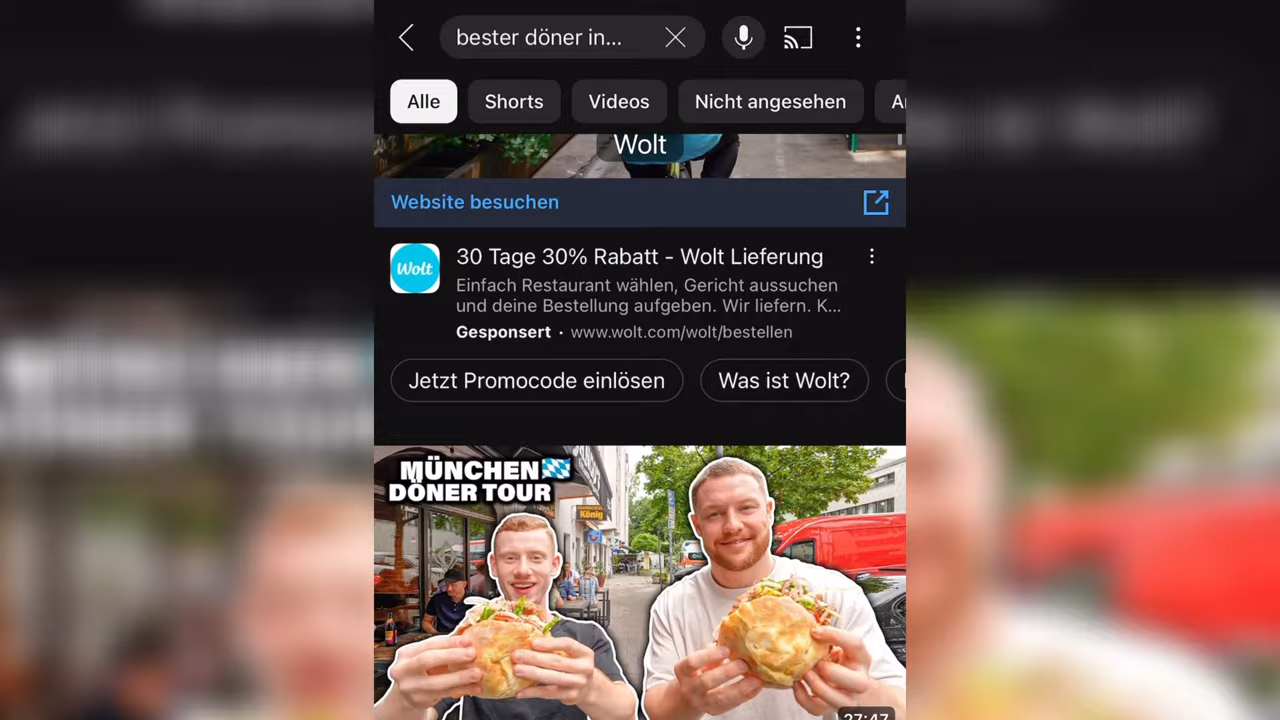 bester döner in...
Alle
Shorts
Videos
Nicht angesehen
Wolt
Website besuchen
Wolt
30 Tage 30% Rabatt - Wolt Lieferung
Einfach Restaurant wählen, Gericht aussuchen
und deine Bestellung aufgeben. Wir liefern. K...
Gesponsert · www.wolt.com/wolt/bestellen
Jetzt Promocode einlösen
Was ist Wolt?
MÜNCHEN
DÖNER TOUR
König
27:47